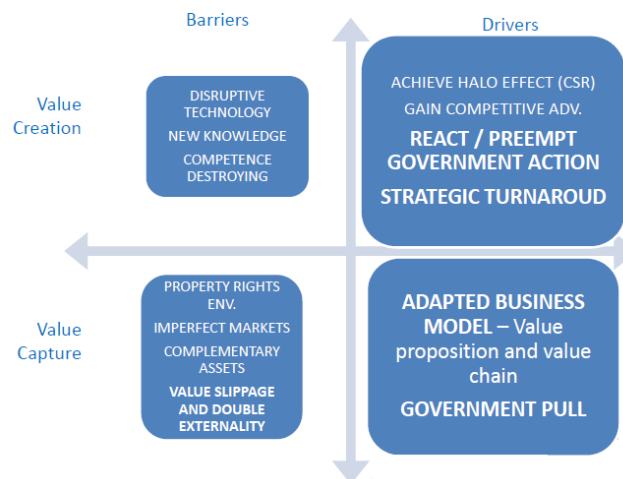 Barriers
Drivers
Value
Creation
DISRUPTIVE
TECHNOLOGY
NEW KNOWLEDGE
COMPETENCE
DESTROYING
ACHIEVE HALO EFFECT (CSR)
GAIN COMPETITIVE ADV.
REACT / PREEMPT
GOVERNMENT ACTION
STRATEGIC TURNAROUD
Value
Capture
PROPERTY RIGHTS
ENV.
IMPERFECT MARKETS
COMPLEMENTARY
ASSETS
VALUE SLIPPAGE
AND DOUBLE
EXTERNALITY
ADAPTED BUSINESS
MODEL – Value
proposition and value
chain
GOVERNMENT PULL